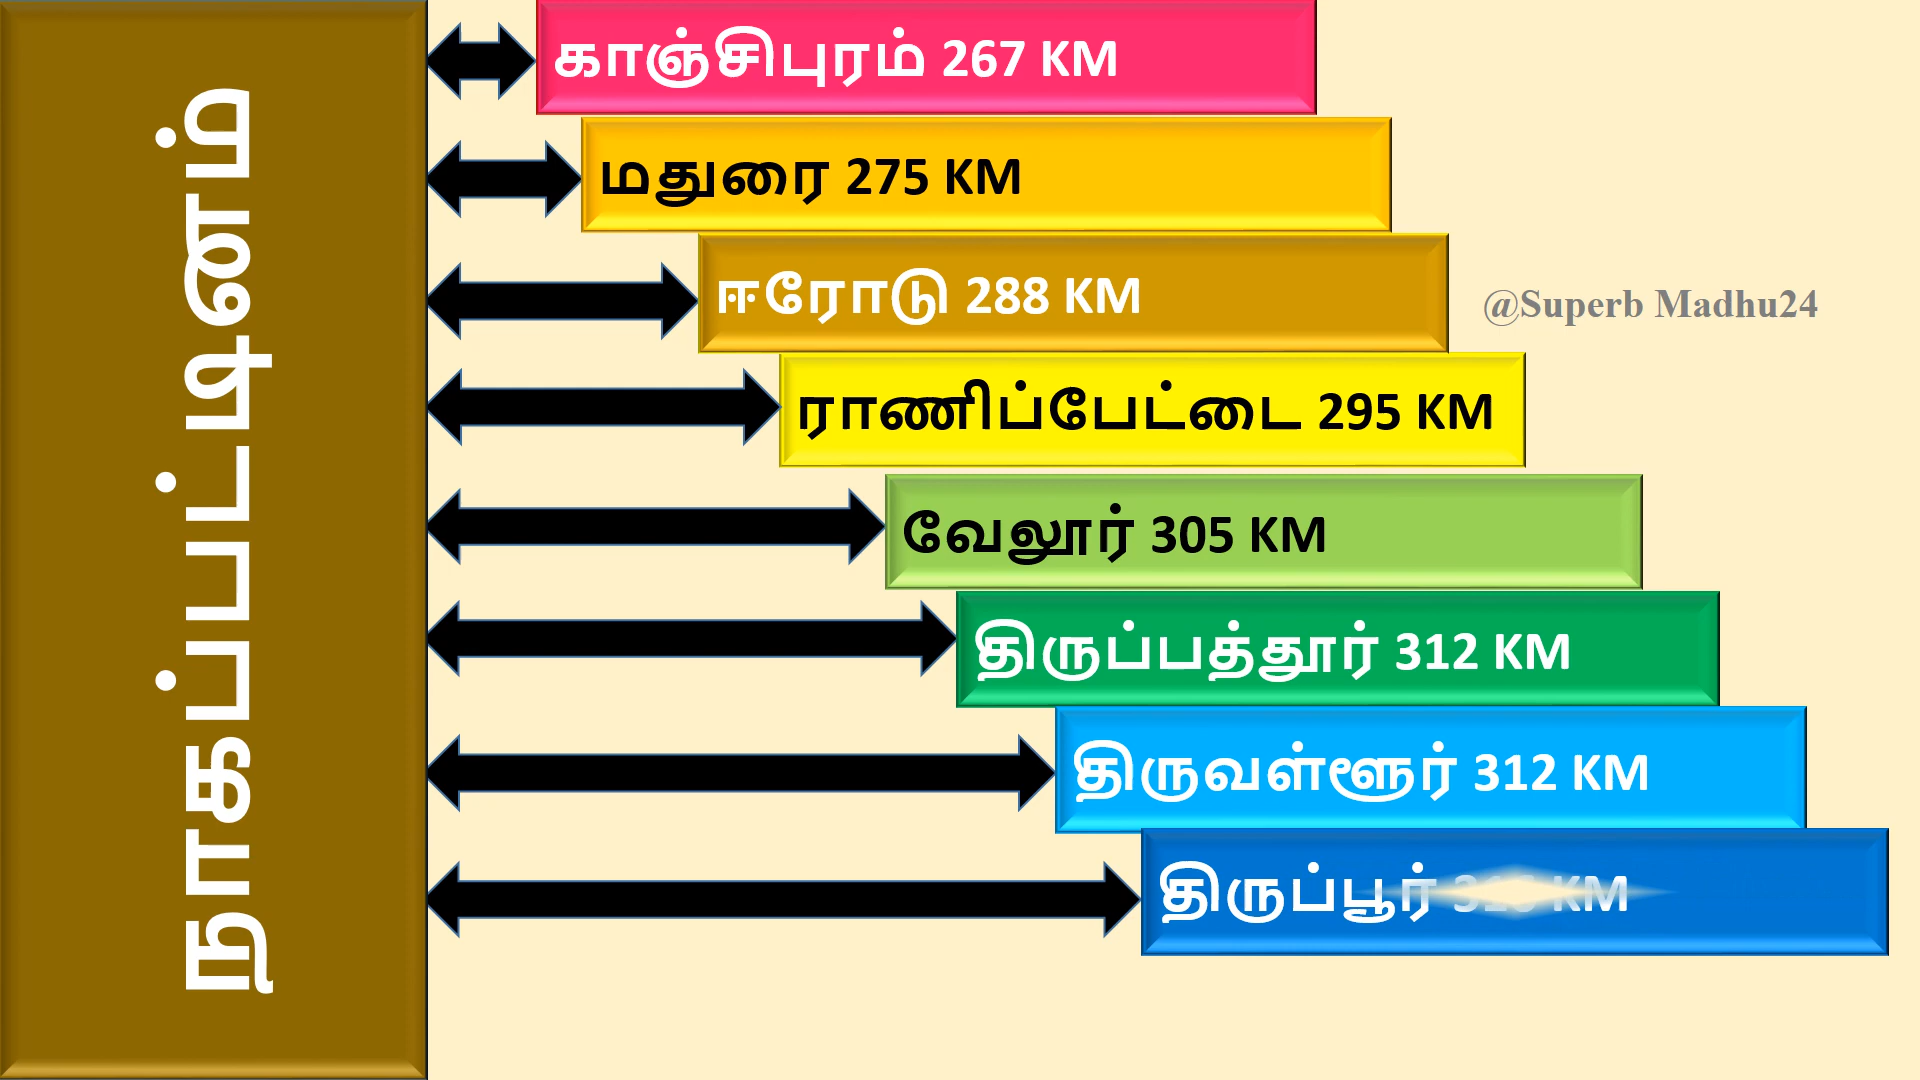 நாகப்பட்டினம்
காஞ்சிபுரம் 267 KM
மதுரை 275 KM
ஈரோடு 288 KM
@Superb Madhu24
ராணிப்பேட்டை 295 KM
வேலூர் 305 KM
திருப்பத்தூர் 312 KM
திருவள்ளூர் 312 KM
திருப்பூர் KM